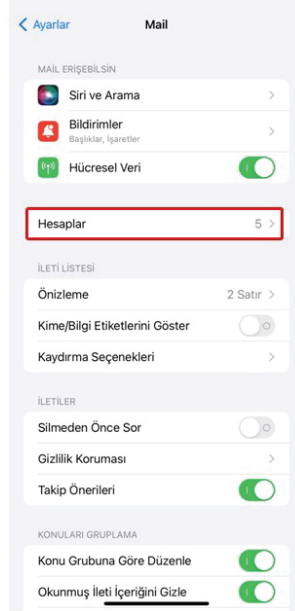 Ayarlar Mail
MAİL ERİŞEBİLSİN
Siri ve Arama
Bildirimler
Başlıklar, İşaretler
Hücresel Veri
Hesaplar 5
İLETİ LİSTESİ
Önizleme 2 Satır
Kime/Bilgi Etiketlerini Göster
Kaydırma Seçenekleri
İLETİLER
Silmeden Önce Sor
Gizlilik Koruması
Takip Önerileri
KONULARI GRUPLAMA
Konu Grubuna Göre Düzenle
Okunmuş İleti İçeriğini Gizle